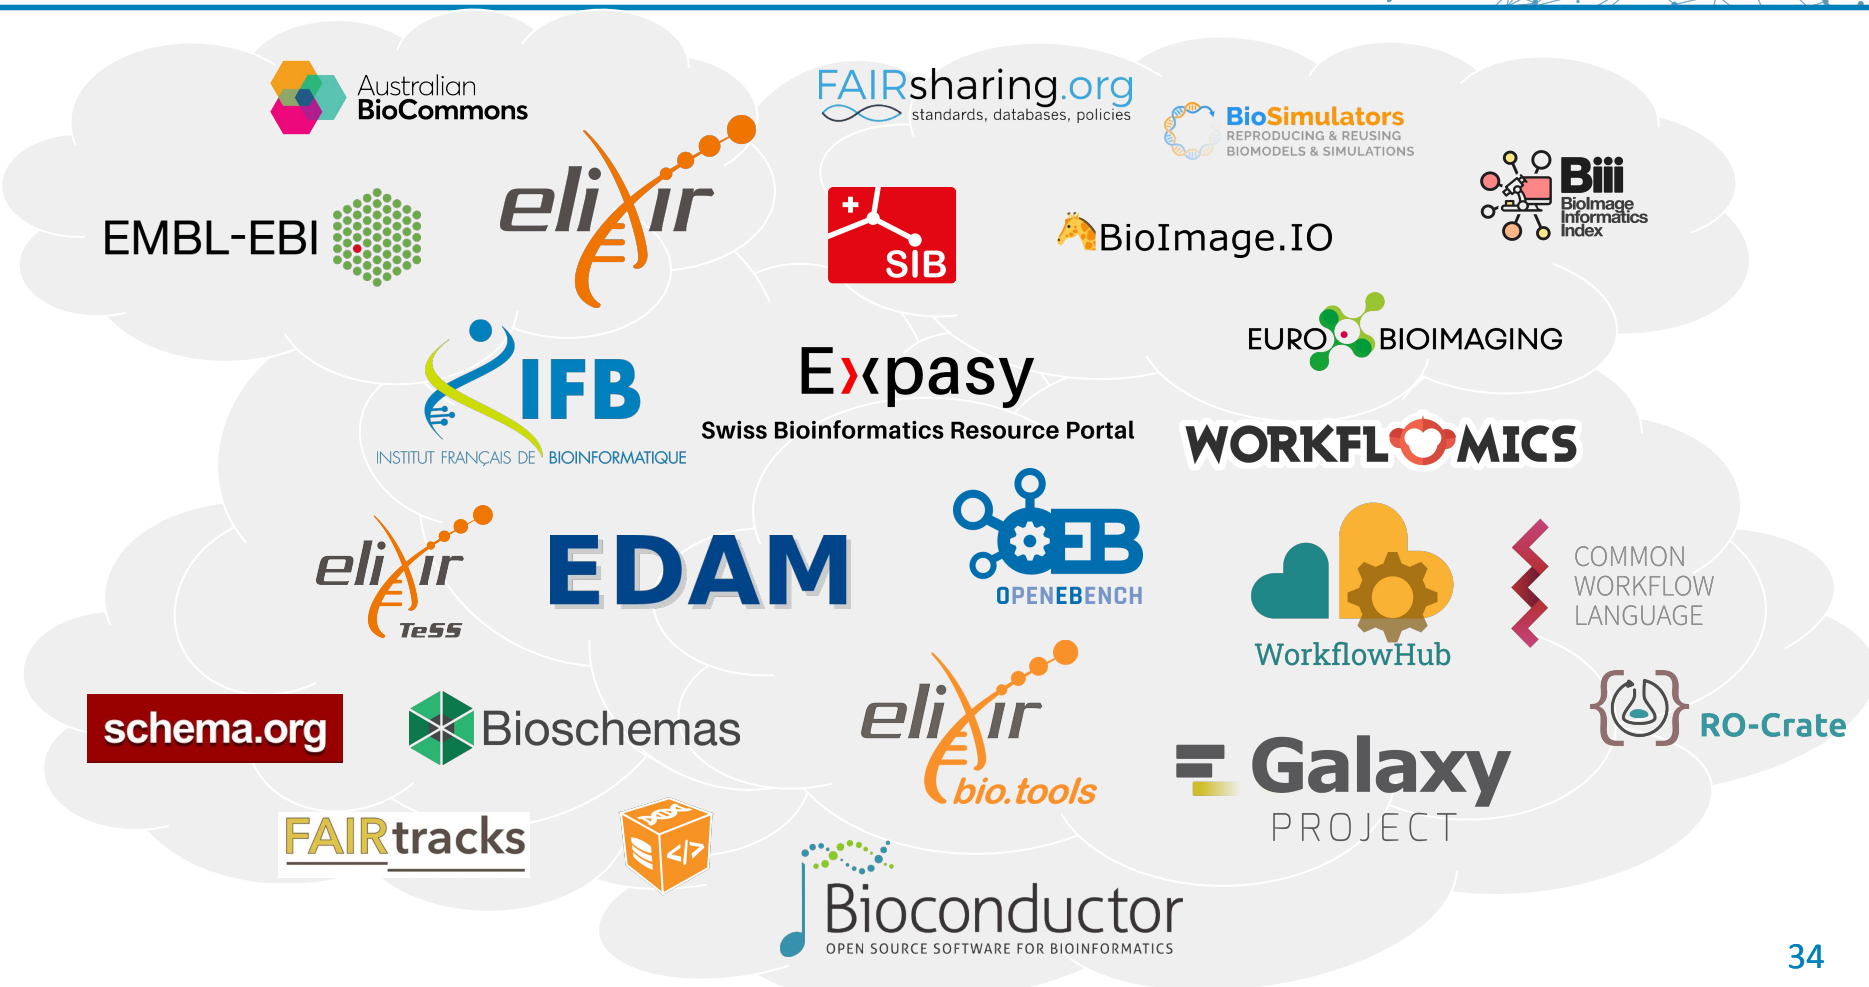 Australian
BioCommons
FAIRsharing.org
standards, databases, policies
BioSimulators
REPRODUCING & REUSING
BIOMODELS & SIMULATIONS
Biii
BioImage
Informatics
Index
EMBL-EBI
elixir
SIB
BioImage.IO
EURO BIOIMAGING
IFB
INSTITUT FRANÇAIS DE BIOINFORMATIQUE
Expasy
Swiss Bioinformatics Resource Portal
WORKFLOMICS
elixir
TeSS
EDAM
OEB
OPENEBENCH
WorkflowHub
COMMON
WORKFLOW
LANGUAGE
schema.org
Bioschemas
elixir
bio.tools
Galaxy
PROJECT
RO-Crate
FAIRtracks
</>
Bioconductor
OPEN SOURCE SOFTWARE FOR BIOINFORMATICS
34